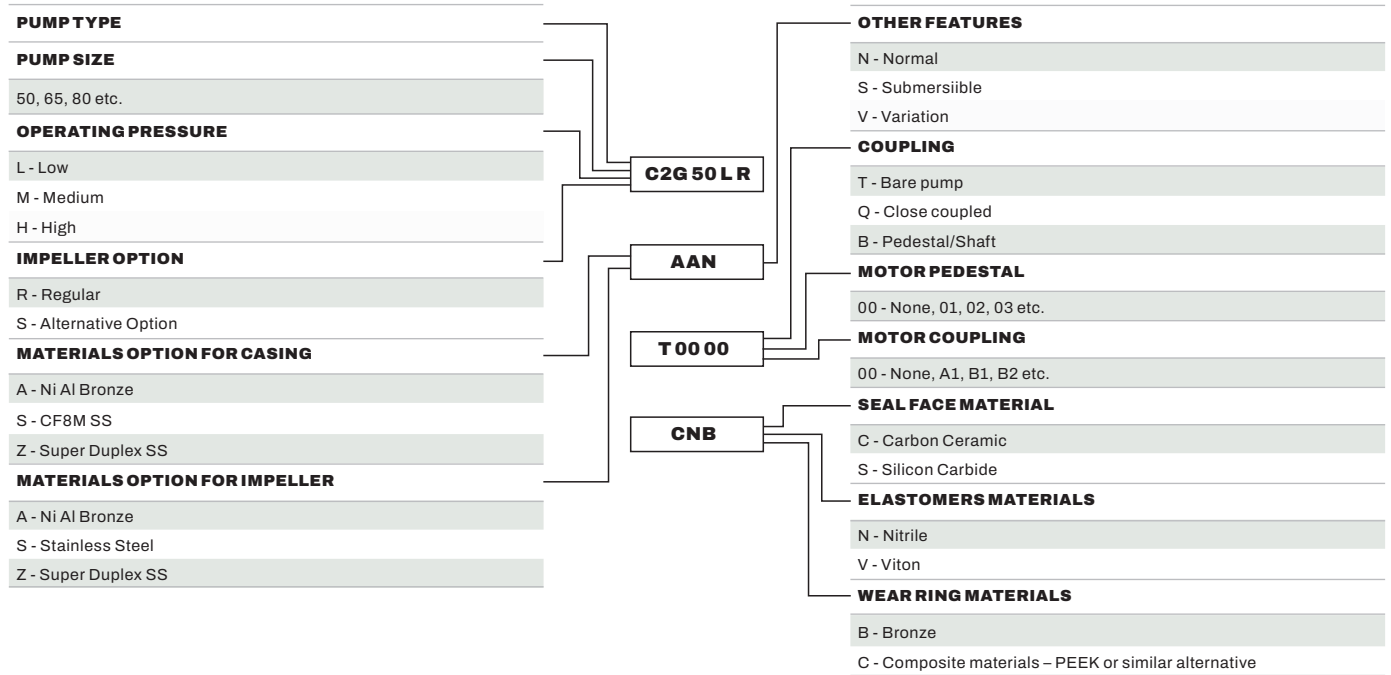 PUMP TYPE
PUMP SIZE
50, 65, 80 etc.
OPERATING PRESSURE
L - Low
M - Medium
H - High
IMPELLER OPTION
R - Regular
S - Alternative Option
MATERIALS OPTION FOR CASING
A - Ni Al Bronze
S - CF8M SS
Z - Super Duplex SS
MATERIALS OPTION FOR IMPELLER
A - Ni Al Bronze
S - Stainless Steel
Z - Super Duplex SS
C2G 50 L R
AAN
T 00 00
CNB
OTHER FEATURES
N - Normal
S - Submersiible
V - Variation
COUPLING
T - Bare pump
Q - Close coupled
B - Pedestal/Shaft
MOTOR PEDESTAL
00 - None, 01, 02, 03 etc.
MOTOR COUPLING
00 - None, A1, B1, B2 etc.
SEAL FACE MATERIAL
C - Carbon Ceramic
S - Silicon Carbide
ELASTOMERS MATERIALS
N - Nitrile
V - Viton
WEAR RING MATERIALS
B - Bronze
C - Composite materials – PEEK or similar alternative